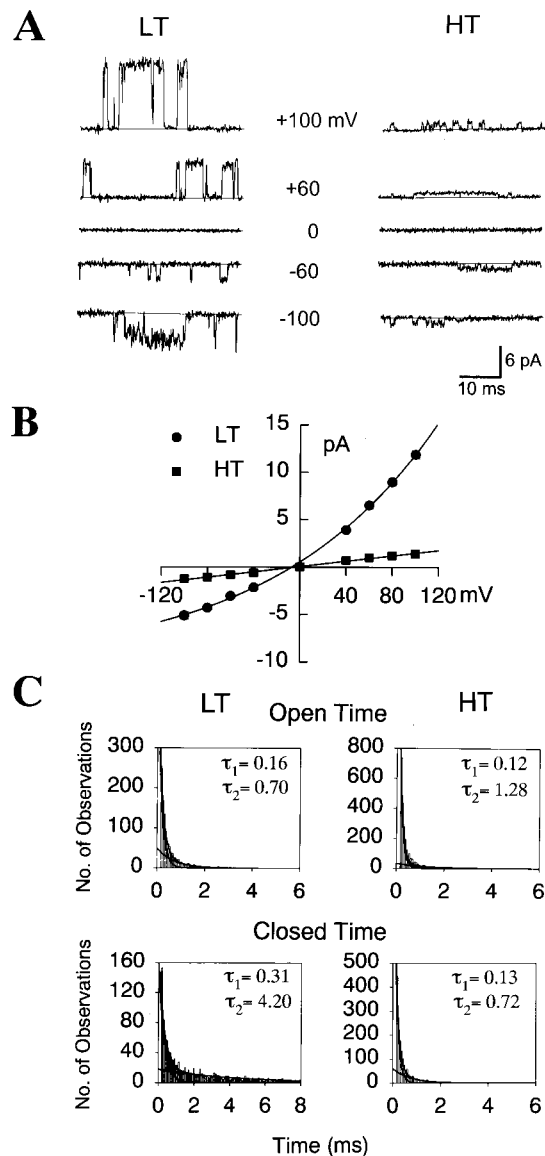 A
LT HT
+100 mV
+60
0
-60
-100
6 pA
10 ms
B
LT
HT
pA
15
10
5
-5
-10
-120
40 80 120 mV
C
LT HT
Open Time
No. of Observations
300
200
100
0
τ1= 0.16
τ2= 0.70
0 2 4 6
800
600
400
200
0
τ1= 0.12
τ2= 1.28
0 2 4 6
Closed Time
No. of Observations
160
120
80
40
0
τ1= 0.31
τ2= 4.20
0 2 4 6 8
500
400
300
200
100
0
τ1= 0.13
τ2= 0.72
0 2 4 6
Time (ms)